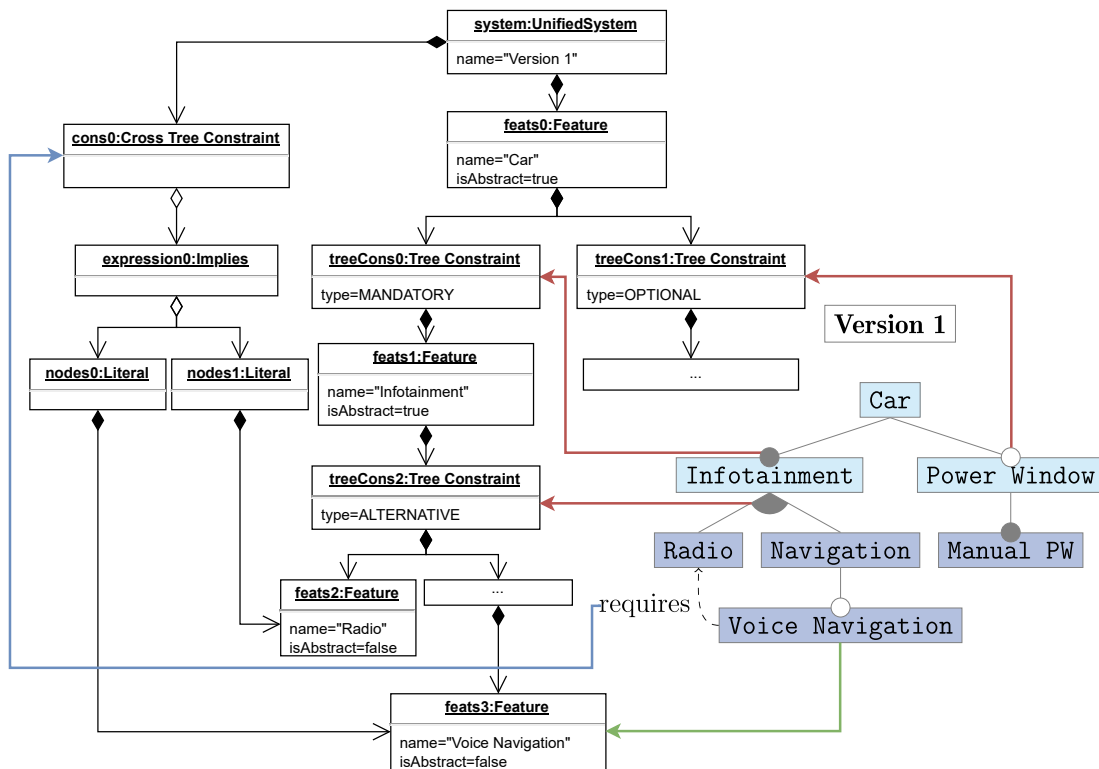 system:UnifiedSystem
name="Version 1"
cons0:Cross Tree Constraint
feats0:Feature
name="Car"
isAbstract=true
expression0:Implies
treeCons0:Tree Constraint
type=MANDATORY
treeCons1:Tree Constraint
type=OPTIONAL
Version 1
nodes0:Literal
nodes1:Literal
feats1:Feature
name="Infotainment"
isAbstract=true
...
Car
treeCons2:Tree Constraint
type=ALTERNATIVE
Infotainment
Power Window
Radio
Navigation
Manual PW
feats2:Feature
name="Radio"
isAbstract=false
...
requires
Voice Navigation
feats3:Feature
name="Voice Navigation"
isAbstract=false